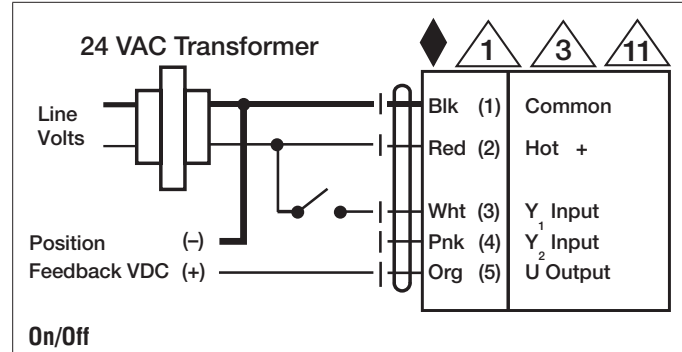 24 VAC Transformer
1
3
11
Line
Volts
Blk (1) Common
Red (2) Hot +
Wht (3) Y1 Input
Pnk (4) Y2 Input
Org (5) U Output
Position (–)
Feedback VDC (+)
On/Off